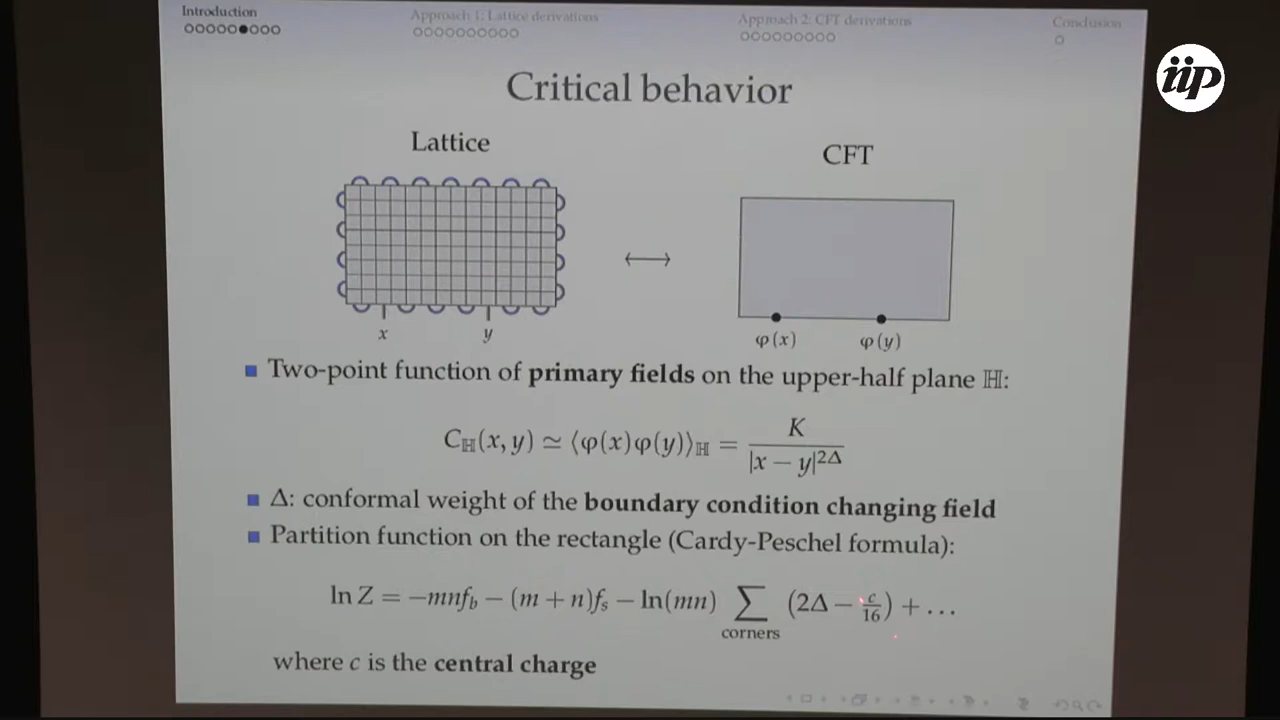 Introduction
Approach 1: Lattice derivations
Approach 2: CFT derivations
Conclusion
iip
Critical behavior
Lattice
CFT
x
y
φ(x)
φ(y)
Two-point function of primary fields on the upper-half plane ℍ:
C_ℍ(x, y) ≃ ⟨φ(x)φ(y)⟩_ℍ = K / |x − y|^{2Δ}
Δ: conformal weight of the boundary condition changing field
Partition function on the rectangle (Cardy-Peschel formula):
ln Z = −mnf_b − (m + n)f_s − ln(mn) ∑_{corners} (2Δ − c/16) + …
where c is the central charge